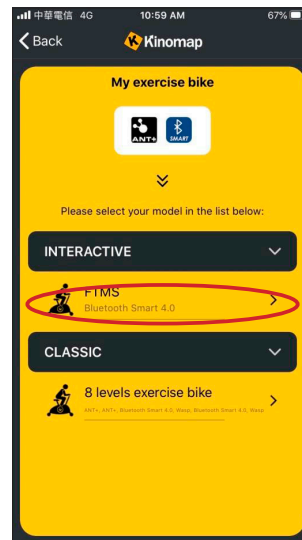 中華電信 4G 10:59 AM 67%
Back Kinomap
My exercise bike
ANT+ SMART
Please select your model in the list below:
INTERACTIVE
FTMS
Bluetooth Smart 4.0
CLASSIC
8 levels exercise bike
ANT+, ANT+, Bluetooth Smart 4.0, Wasp, Bluetooth Smart 4.0, Wasp